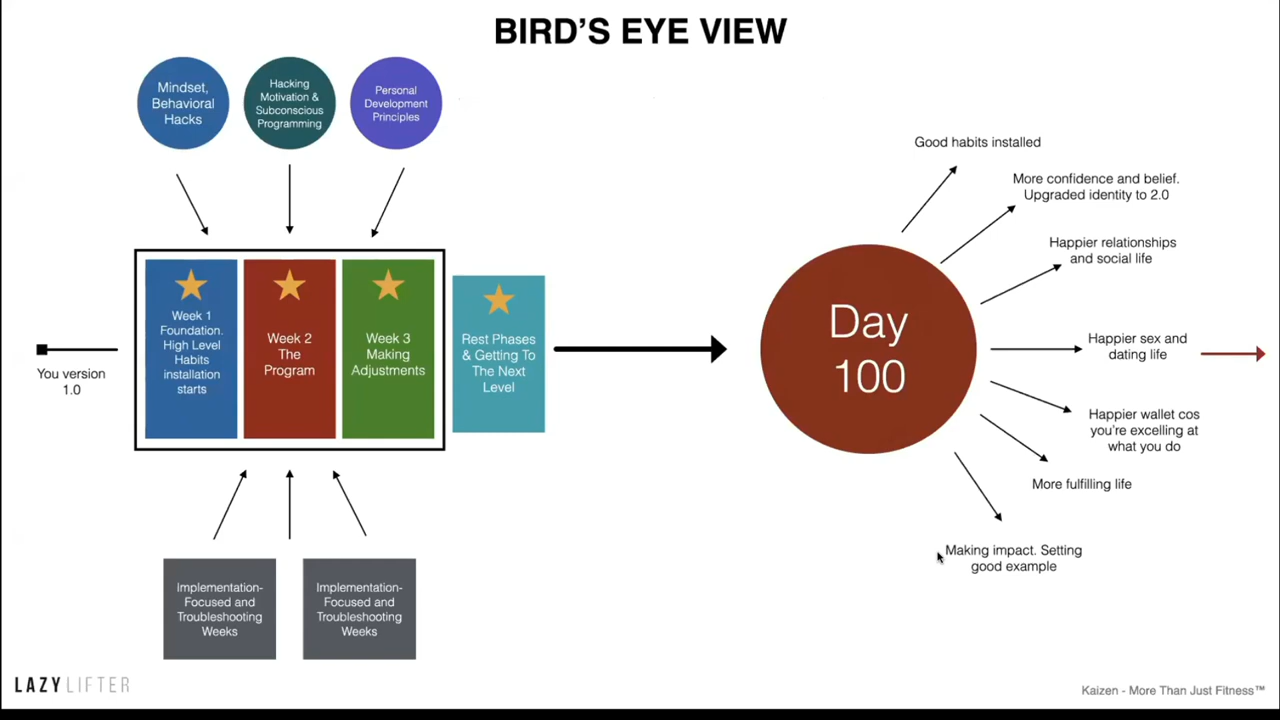 BIRD'S EYE VIEW
Mindset,
Behavioral
Hacks
Hacking
Motivation &
Subconscious
Programming
Personal
Development
Principles
You version
1.0
Week 1
Foundation.
High Level
Habits
installation
starts
Week 2
The
Program
Week 3
Making
Adjustments
Rest Phases
& Getting To
The Next
Level
Implementation-
Focused and
Troubleshooting
Weeks
Implementation-
Focused and
Troubleshooting
Weeks
Day
100
Good habits installed
More confidence and belief.
Upgraded identity to 2.0
Happier relationships
and social life
Happier sex and
dating life
Happier wallet cos
you're excelling at
what you do
More fulfilling life
Making impact. Setting
good example
LAZYLIFTER
Kaizen - More Than Just Fitness™